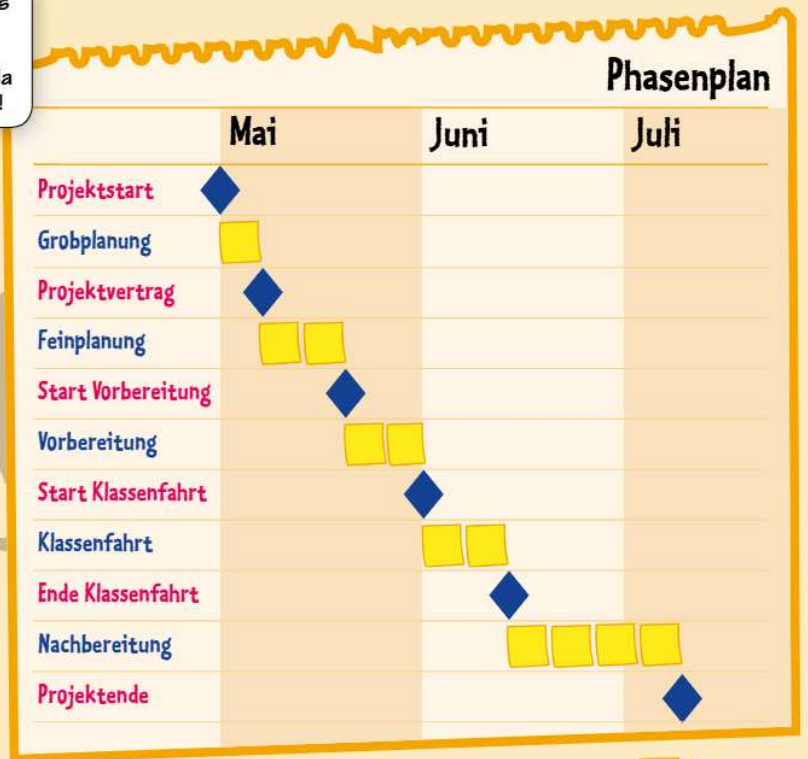 Phasenplan
Mai Juni Juli
Projektstart
Grobplanung
Projektvertrag
Feinplanung
Start Vorbereitung
Vorbereitung
Start Klassenfahrt
Klassenfahrt
Ende Klassenfahrt
Nachbereitung
Projektende